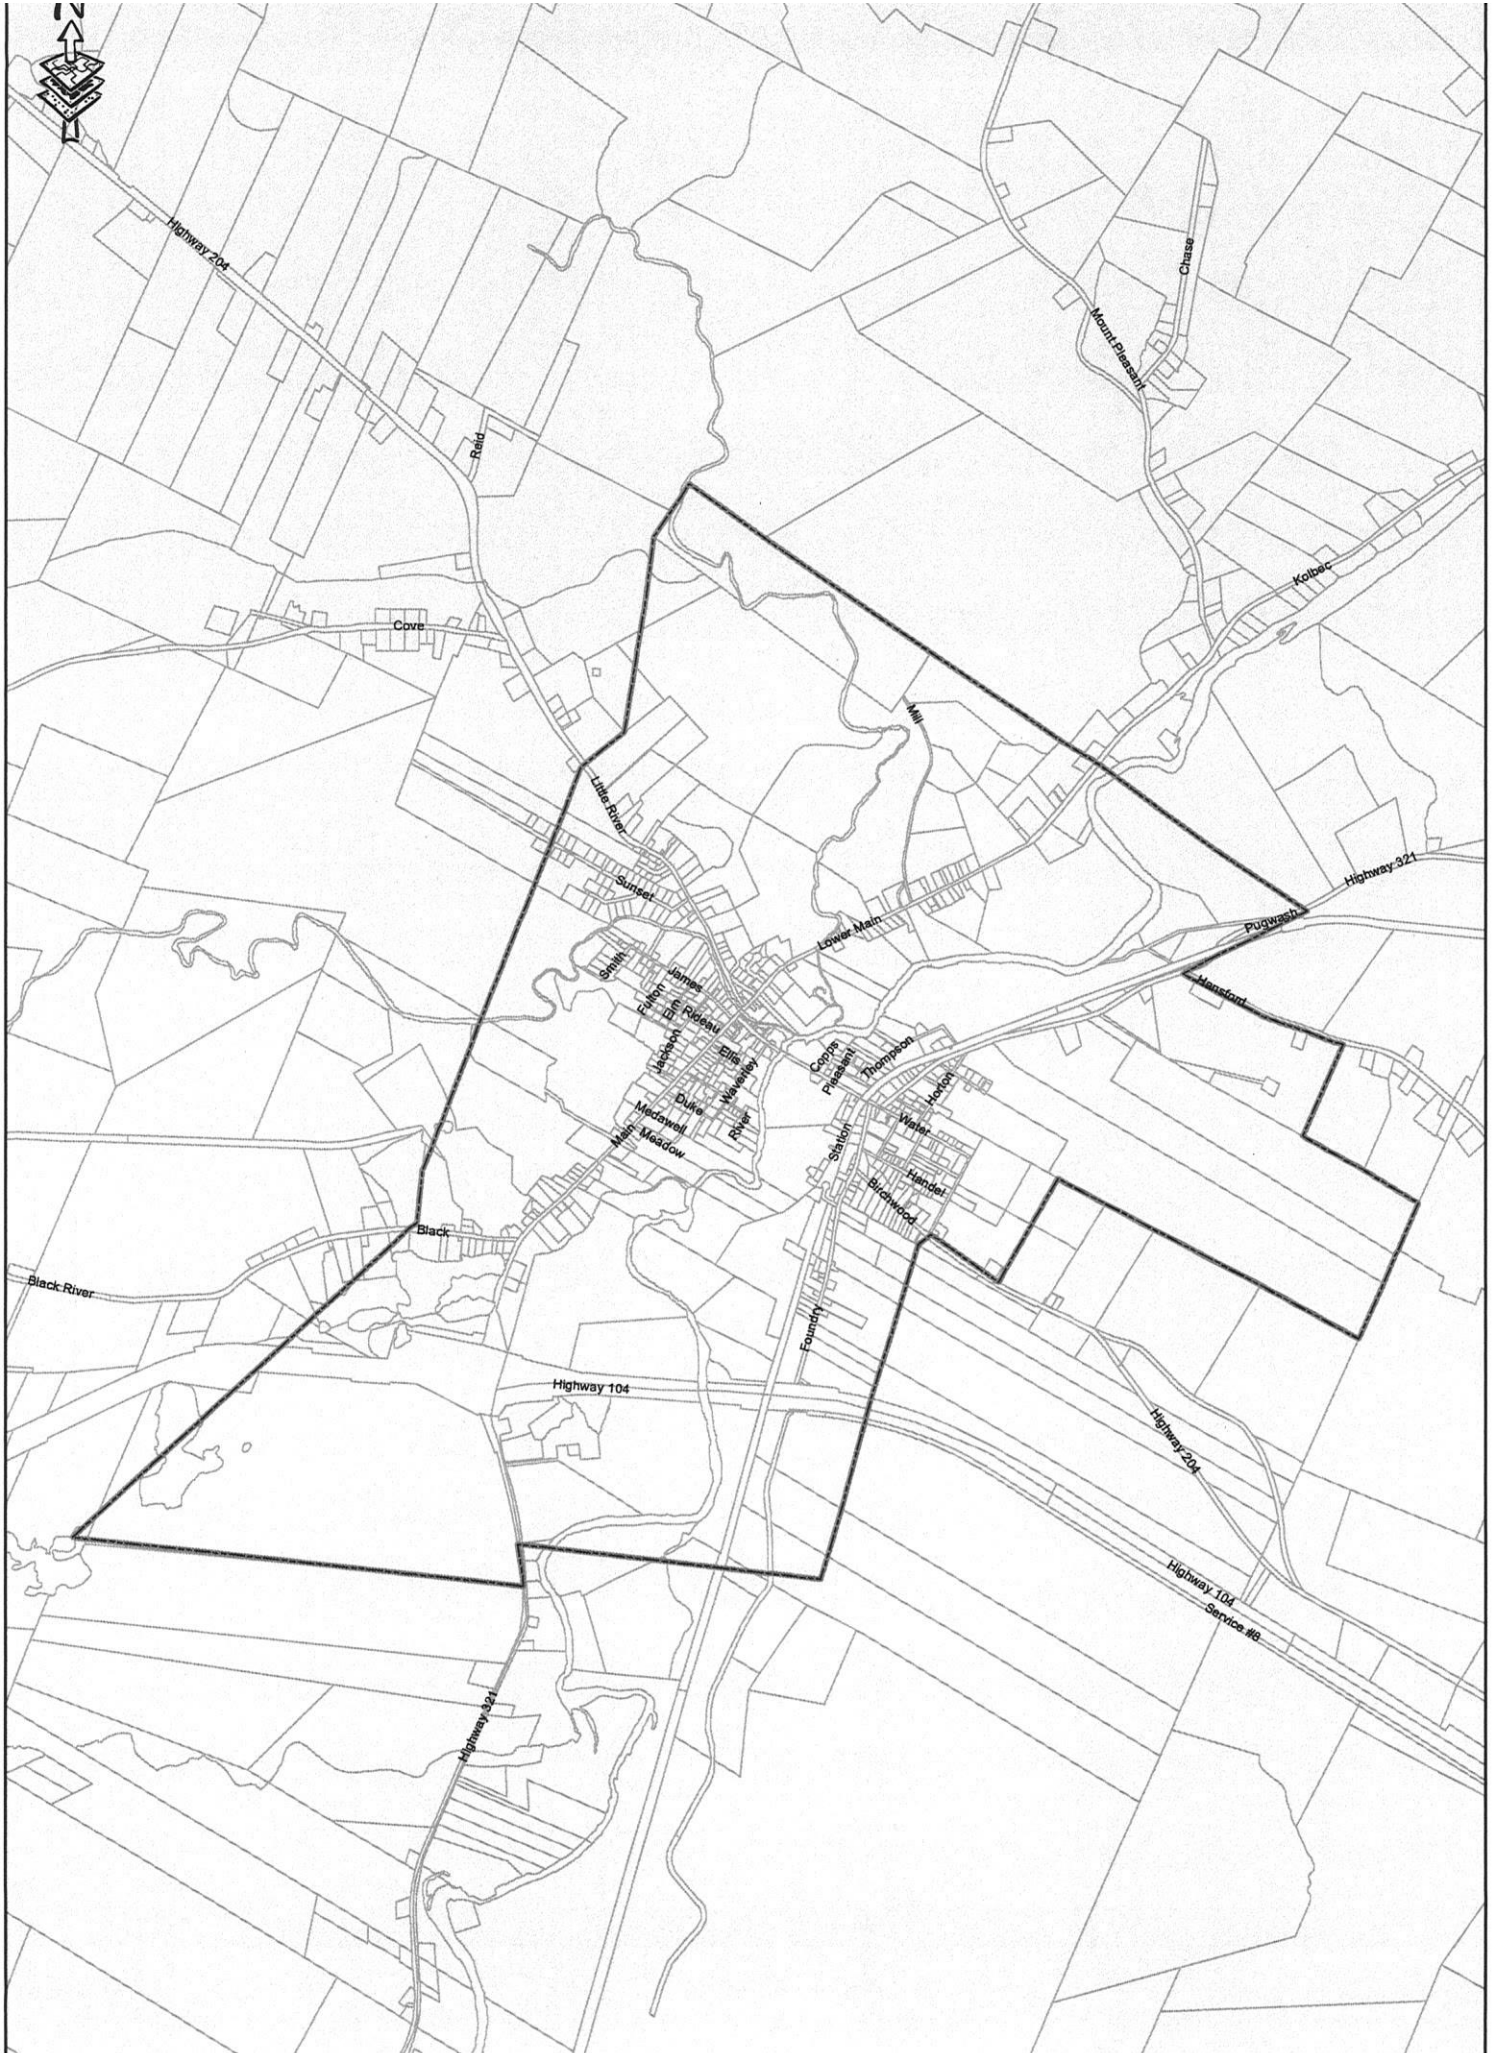 N
Highway 204
Chase
Mount Pleasant
Reid
Kolbec
Cove
Mill
Little River
Highway 321
Sunset
Pugwash
Lower Main
Smith
James
Hansford
Fulton
Elm
Rideau
Jackson
Ellis
Copps
Pleasant
Thompson
Waverley
Horton
Duke
Medawell
River
Water
Main
Meadow
Station
Handel
Birchwood
Black
Black River
Foundry
Highway 104
Highway 204
Highway 104
Service #8
Highway 321